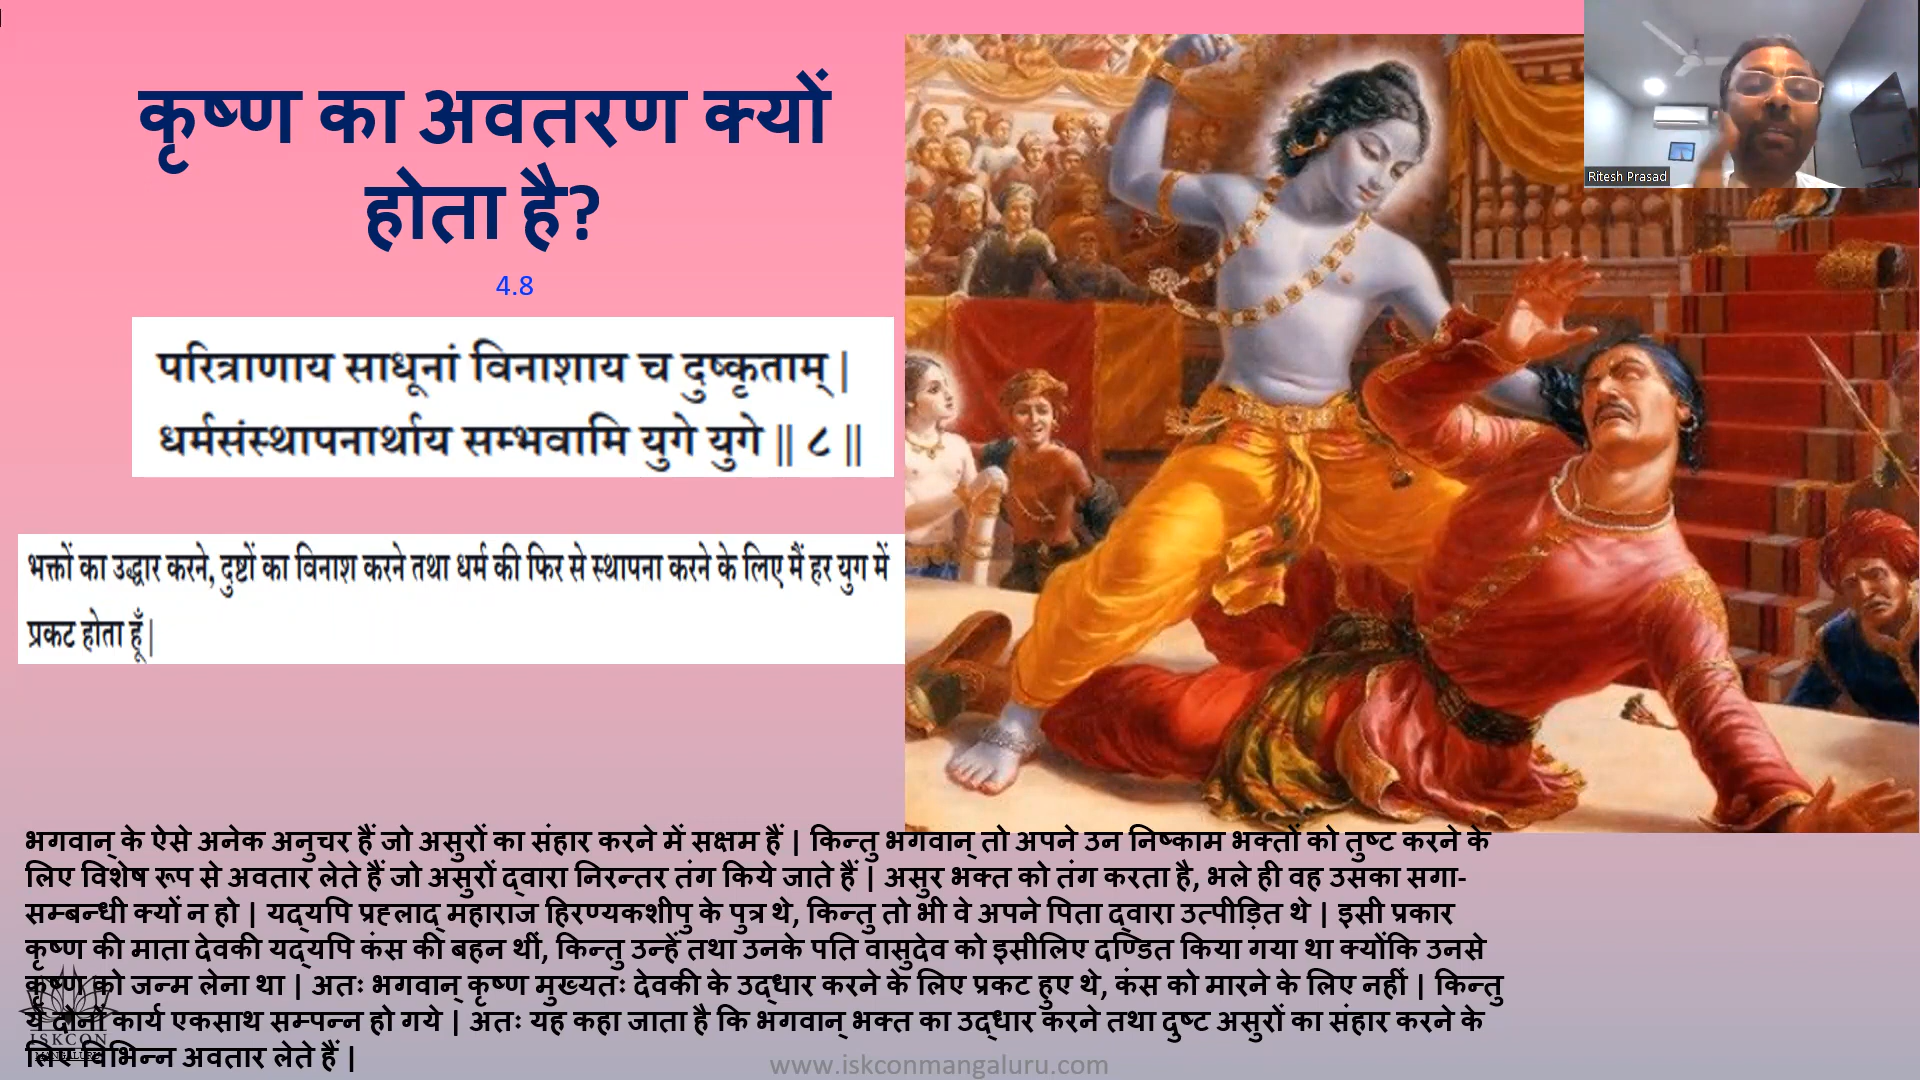 कृष्ण का अवतरण क्यों
होता है?
4.8
परित्राणाय साधूनां विनाशाय च दुष्कृताम् |
धर्मसंस्थापनार्थाय सम्भवामि युगे युगे || ८ ||
भक्तों का उद्धार करने, दुष्टों का विनाश करने तथा धर्म की फिर से स्थापना करने के लिए मैं हर युग में
प्रकट होता हूँ |
Ritesh Prasad
भगवान् के ऐसे अनेक अनुचर हैं जो असुरों का संहार करने में सक्षम हैं | किन्तु भगवान् तो अपने उन निष्काम भक्तों को तुष्ट करने के
लिए विशेष रूप से अवतार लेते हैं जो असुरों द्वारा निरन्तर तंग किये जाते हैं | असुर भक्त को तंग करता है, भले ही वह उसका सगा-
सम्बन्धी क्यों न हो | यद्यपि प्रह्लाद् महाराज हिरण्यकशीपु के पुत्र थे, किन्तु तो भी वे अपने पिता द्वारा उत्पीड़ित थे | इसी प्रकार
कृष्ण की माता देवकी यद्यपि कंस की बहन थीं, किन्तु उन्हें तथा उनके पति वासुदेव को इसीलिए दण्डित किया गया था क्योंकि उनसे
कृष्ण को जन्म लेना था | अतः भगवान् कृष्ण मुख्यतः देवकी के उद्धार करने के लिए प्रकट हुए थे, कंस को मारने के लिए नहीं | किन्तु
ये दोनों कार्य एकसाथ सम्पन्न हो गये | अतः यह कहा जाता है कि भगवान् भक्त का उद्धार करने तथा दुष्ट असुरों का संहार करने के
लिए विभिन्न अवतार लेते हैं |
ISKCON
MANGALURU
www.iskconmangaluru.com